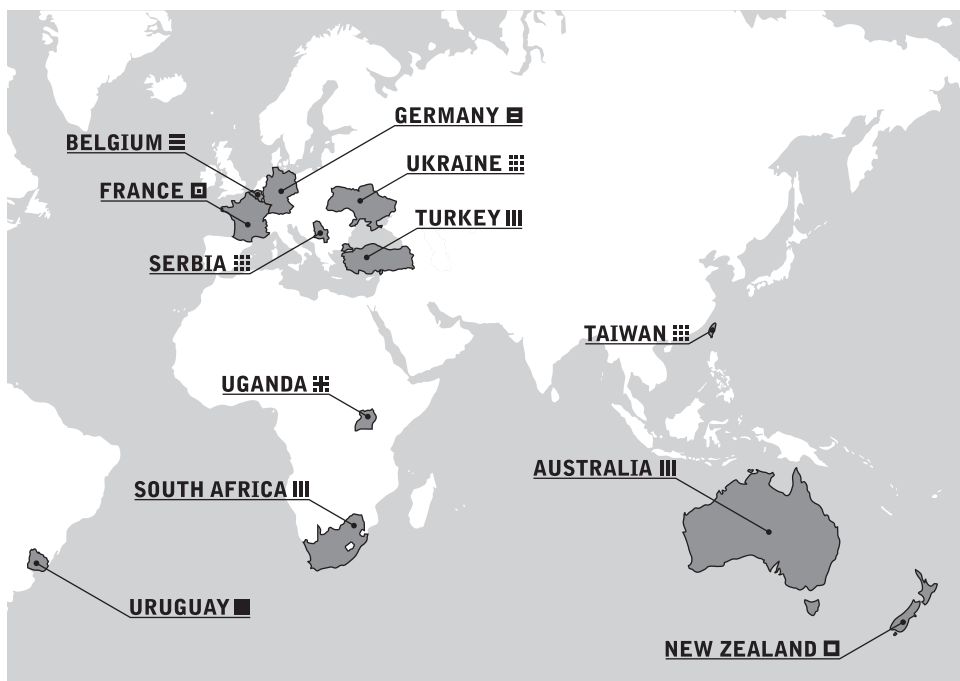 GERMANY
BELGIUM
UKRAINE
FRANCE
TURKEY
SERBIA
TAIWAN
UGANDA
AUSTRALIA
SOUTH AFRICA
URUGUAY
NEW ZEALAND